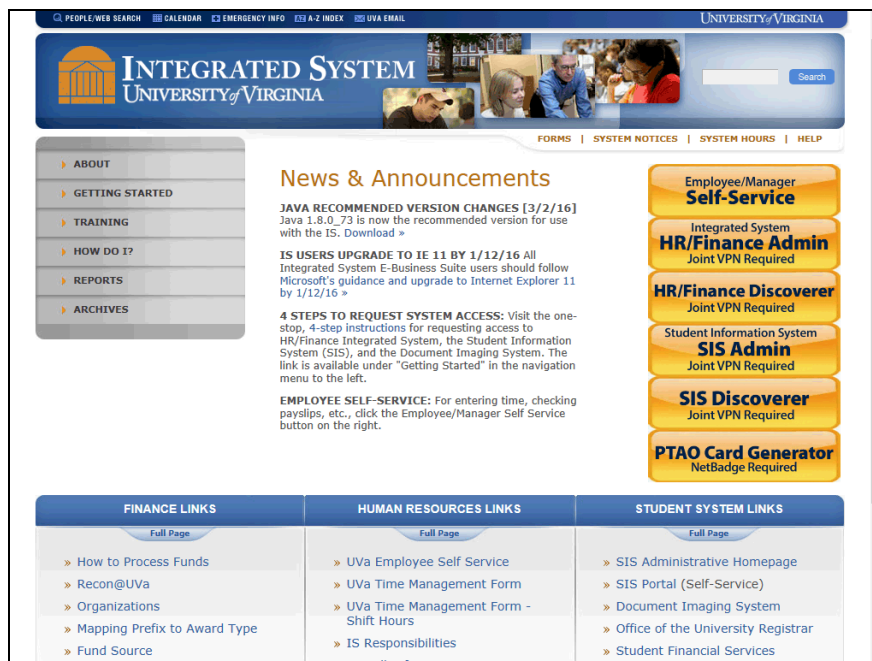 PEOPLE/WEB SEARCH CALENDAR EMERGENCY INFO A-Z INDEX UVA EMAIL UNIVERSITY of VIRGINIA
INTEGRATED SYSTEM
UNIVERSITY of VIRGINIA
Search
FORMS | SYSTEM NOTICES | SYSTEM HOURS | HELP
ABOUT
GETTING STARTED
TRAINING
HOW DO I?
REPORTS
ARCHIVES
News & Announcements
JAVA RECOMMENDED VERSION CHANGES [3/2/16]
Java 1.8.0_73 is now the recommended version for use
with the IS. Download »
IS USERS UPGRADE TO IE 11 BY 1/12/16 All
Integrated System E-Business Suite users should follow
Microsoft's guidance and upgrade to Internet Explorer 11
by 1/12/16 »
4 STEPS TO REQUEST SYSTEM ACCESS: Visit the one-
stop, 4-step instructions for requesting access to
HR/Finance Integrated System, the Student Information
System (SIS), and the Document Imaging System. The
link is available under "Getting Started" in the navigation
menu to the left.
EMPLOYEE SELF-SERVICE: For entering time, checking
payslips, etc., click the Employee/Manager Self Service
button on the right.
Employee/Manager
Self-Service
Integrated System
HR/Finance Admin
Joint VPN Required
HR/Finance Discoverer
Joint VPN Required
Student Information System
SIS Admin
Joint VPN Required
SIS Discoverer
Joint VPN Required
PTAO Card Generator
NetBadge Required
FINANCE LINKS
Full Page
» How to Process Funds
» Recon@UVa
» Organizations
» Mapping Prefix to Award Type
» Fund Source
HUMAN RESOURCES LINKS
Full Page
» UVa Employee Self Service
» UVa Time Management Form
» UVa Time Management Form -
Shift Hours
» IS Responsibilities
STUDENT SYSTEM LINKS
Full Page
» SIS Administrative Homepage
» SIS Portal (Self-Service)
» Document Imaging System
» Office of the University Registrar
» Student Financial Services